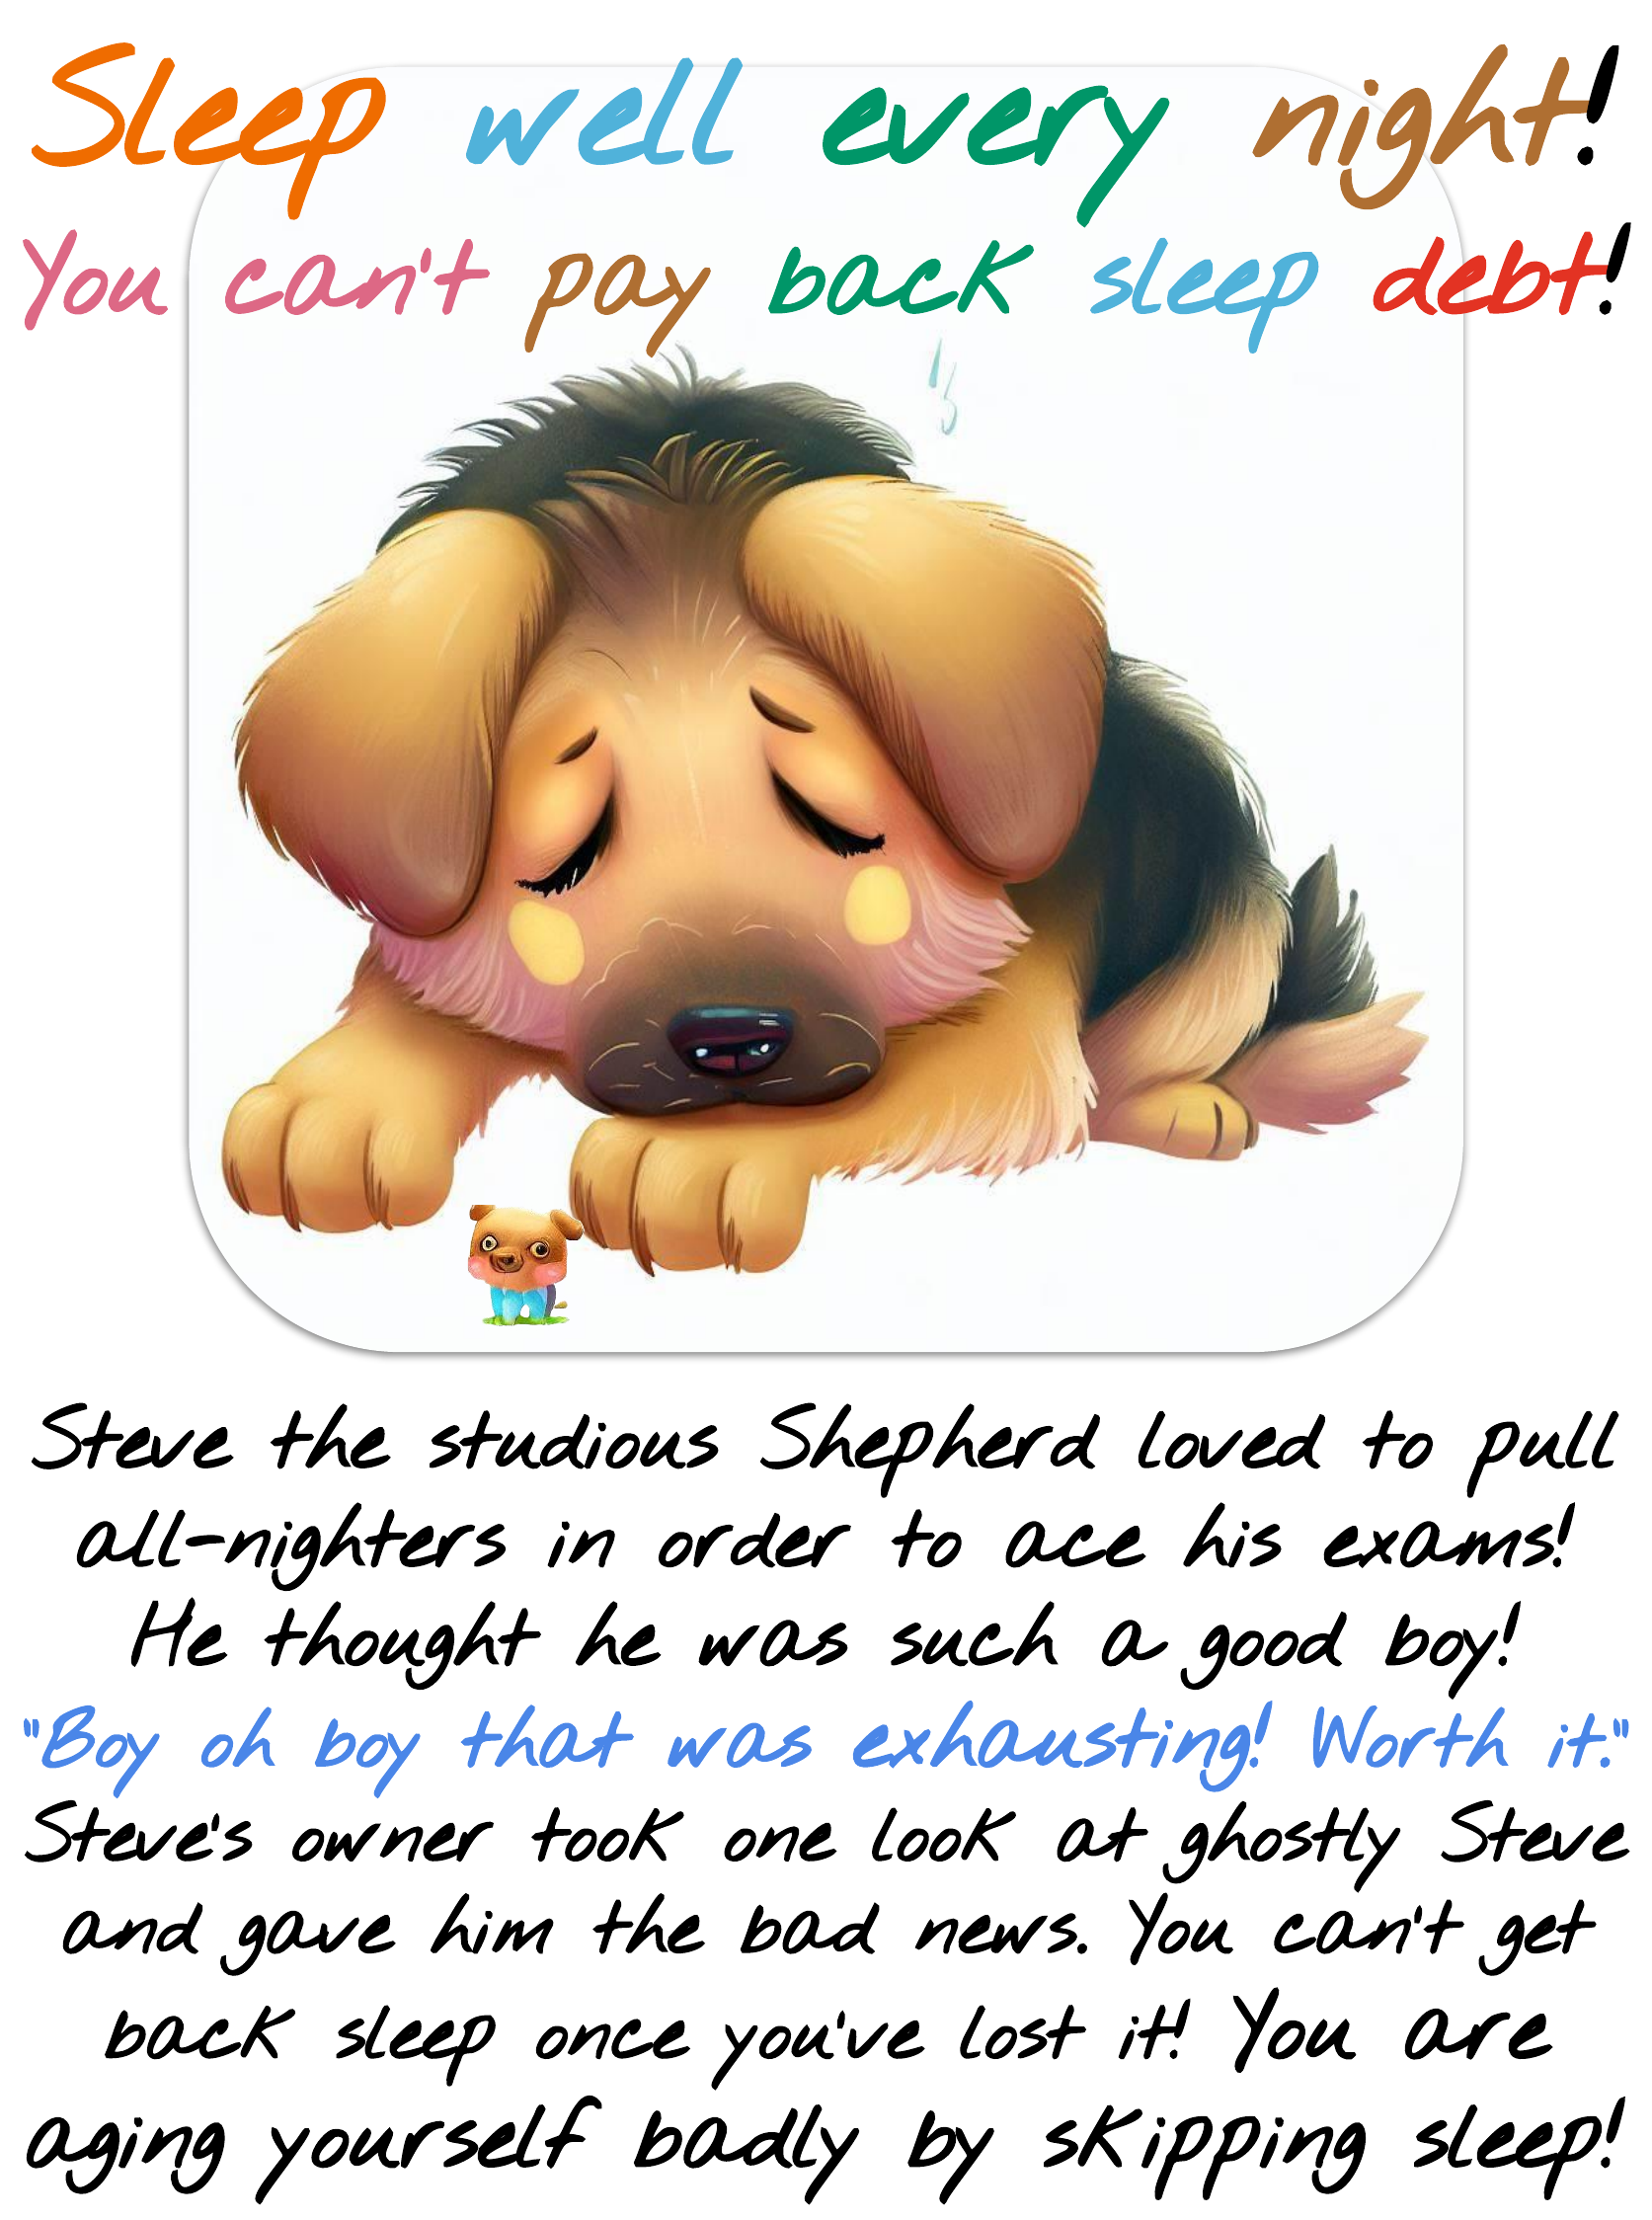 Sleep well every night!
You can't pay back sleep debt!
Steve the studious Shepherd loved to pull
all-nighters in order to ace his exams!
He thought he was such a good boy!
"Boy oh boy that was exhausting! Worth it."
Steve's owner took one look at ghostly Steve
and gave him the bad news. You can't get
back sleep once you've lost it! You are
aging yourself badly by skipping sleep!